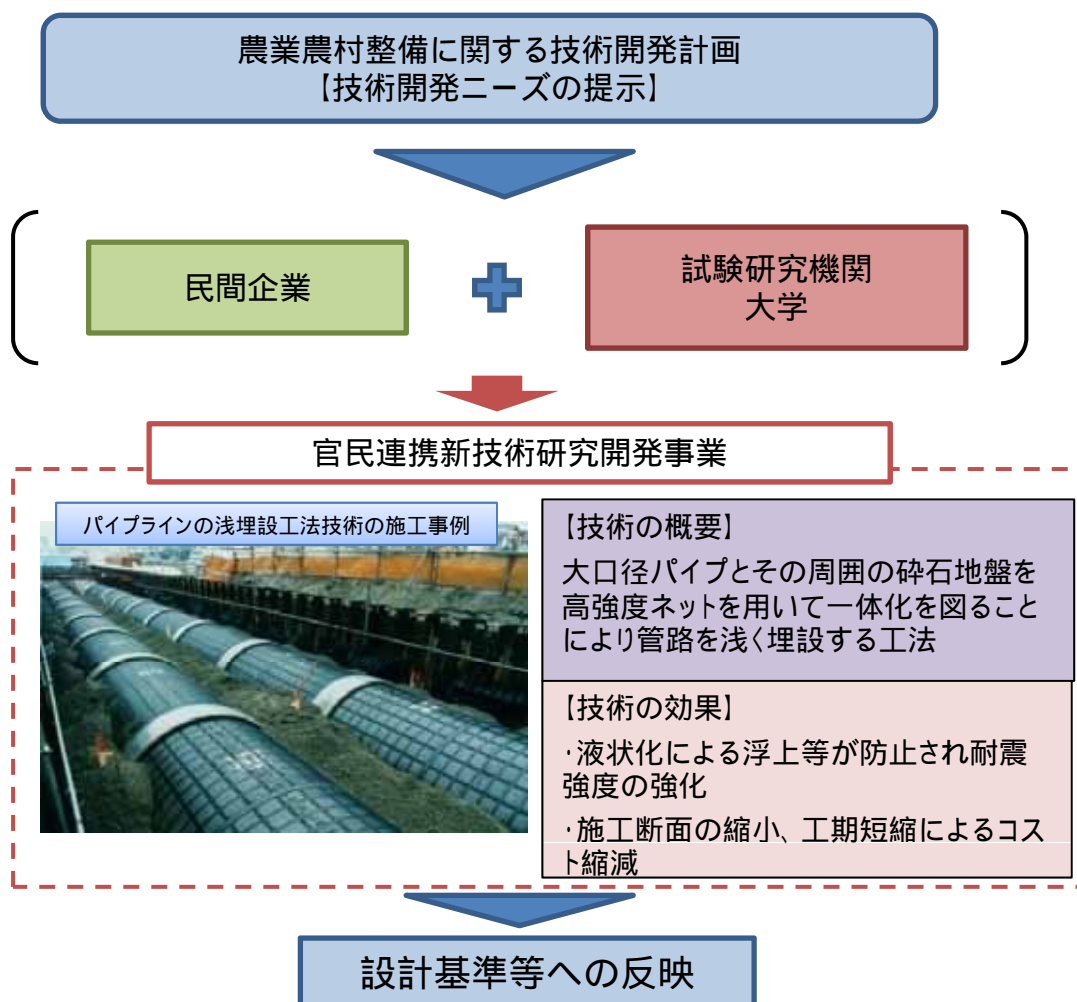 農業農村整備に関する技術開発計画
【技術開発ニーズの提示】
民間企業
試験研究機関
大学
官民連携新技術研究開発事業
パイプラインの浅埋設工法技術の施工事例
【技術の概要】
大口径パイプとその周囲の砕石地盤を
高強度ネットを用いて一体化を図ること
により管路を浅く埋設する工法
【技術の効果】
・液状化による浮上等が防止され耐震
強度の強化
・施工断面の縮小、工期短縮によるコス
ト縮減
設計基準等への反映